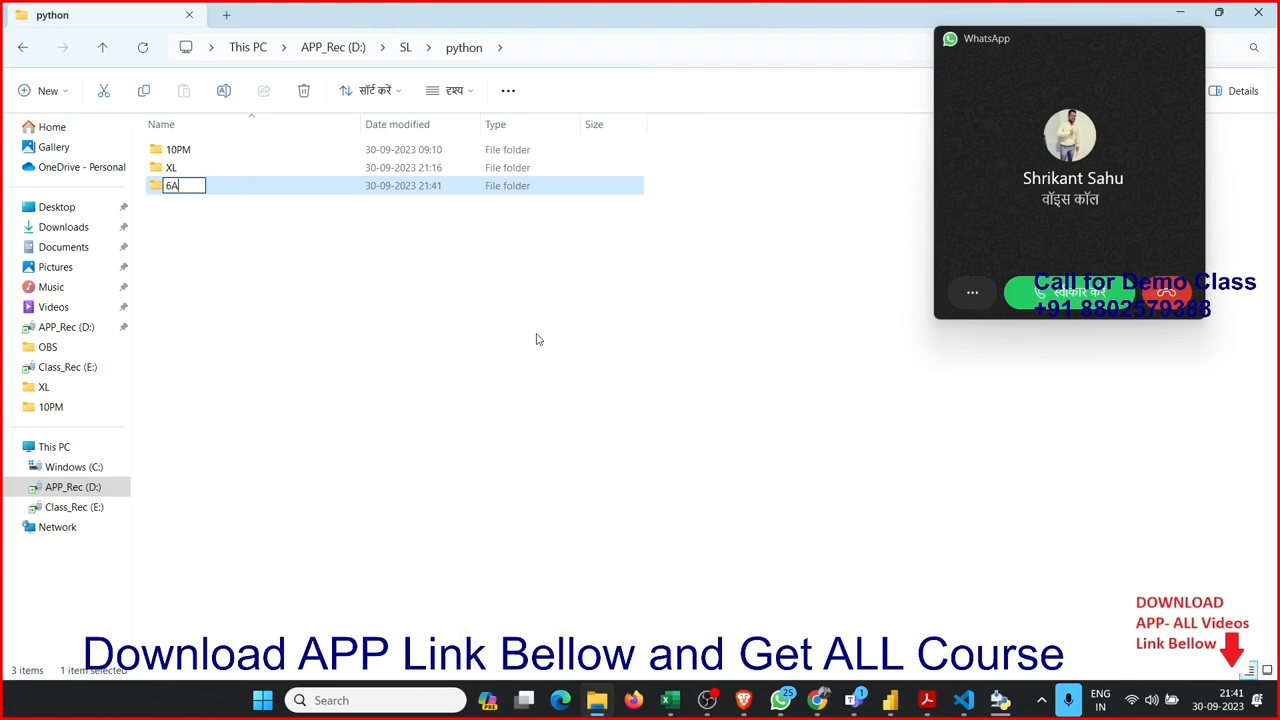 python
This PC > APP_Rec (D:) > SL > python >
New
सॉर्ट करें
दृश्य
...
Details
Name
Date modified
Type
Size
10PM 30-09-2023 09:10 File folder
XL 30-09-2023 21:16 File folder
6A 30-09-2023 21:41 File folder
Home
Gallery
OneDrive - Personal
Desktop
Downloads
Documents
Pictures
Music
Videos
APP_Rec (D:)
OBS
Class_Rec (E:)
XL
10PM
This PC
Windows (C:)
APP_Rec (D:)
Class_Rec (E:)
Network
WhatsApp
Shrikant Sahu
वॉइस कॉल
...
स्वीकार करें
Call for Demo Class
+91 8802579388
DOWNLOAD
APP- ALL Videos
Link Bellow
Download APP Link Bellow and Get ALL Course
3 items
1 item selected
Search
PRE
25
1
ENG
IN
21:41
30-09-2023